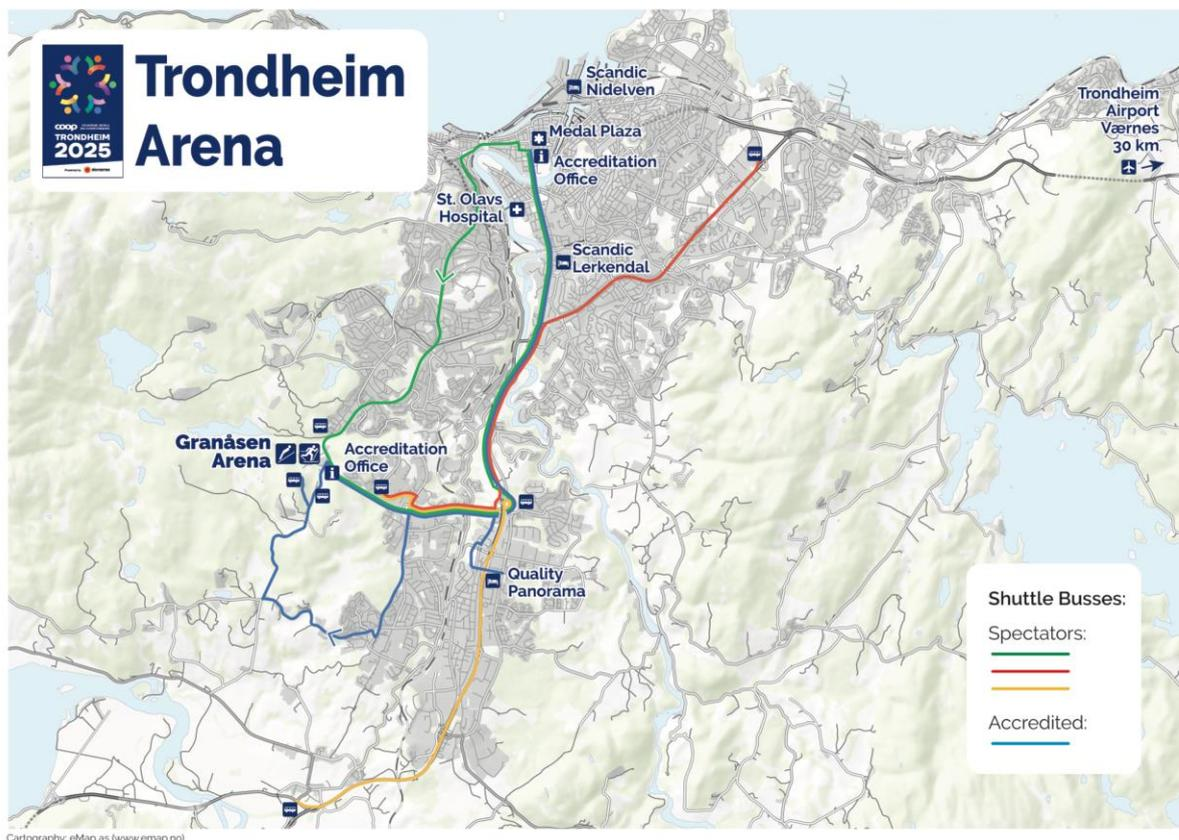 Trondheim
Arena
coop
TRONDHEIM
2025
Scandic
Nidelven
Medal Plaza
Accreditation
Office
St. Olavs
Hospital
Scandic
Lerkendal
Trondheim
Airport
Værnes
30 km
Granåsen
Arena
Accreditation
Office
Quality
Panorama
Shuttle Busses:
Spectators:
Accredited:
Cartography: eMap as (www.emap.no)